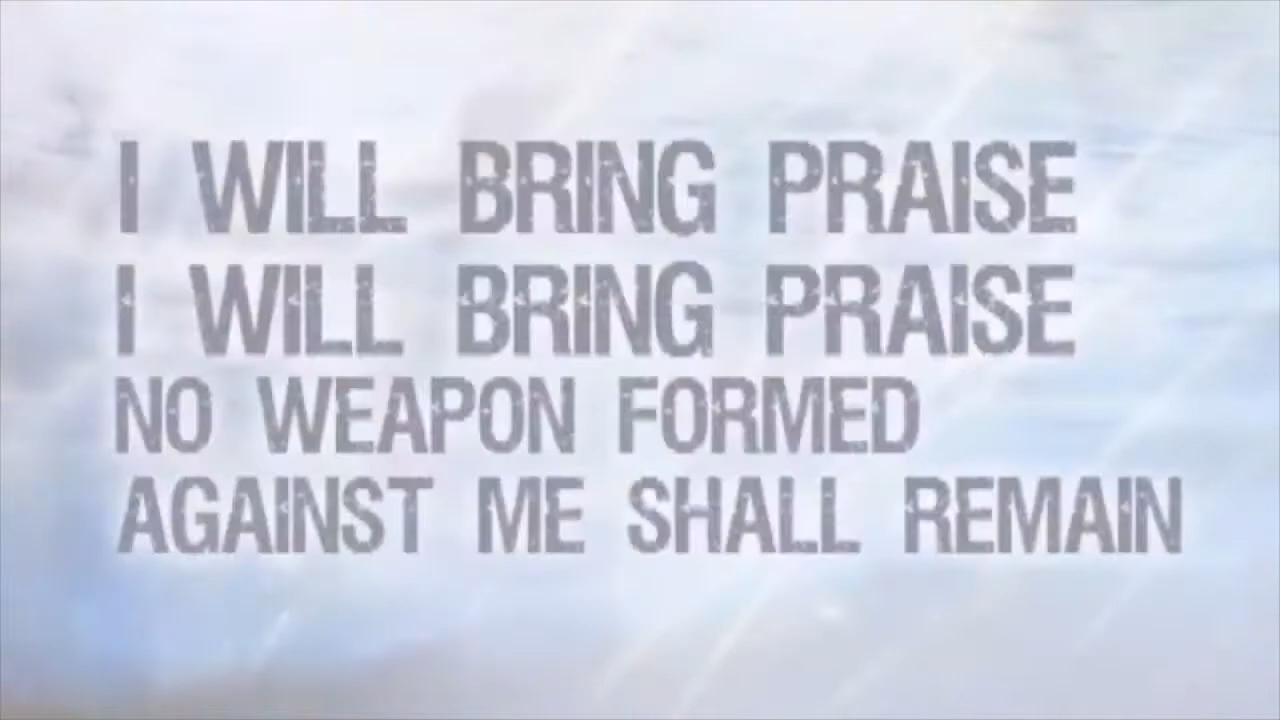 I WILL BRING PRAISE
I WILL BRING PRAISE
NO WEAPON FORMED
AGAINST ME SHALL REMAIN